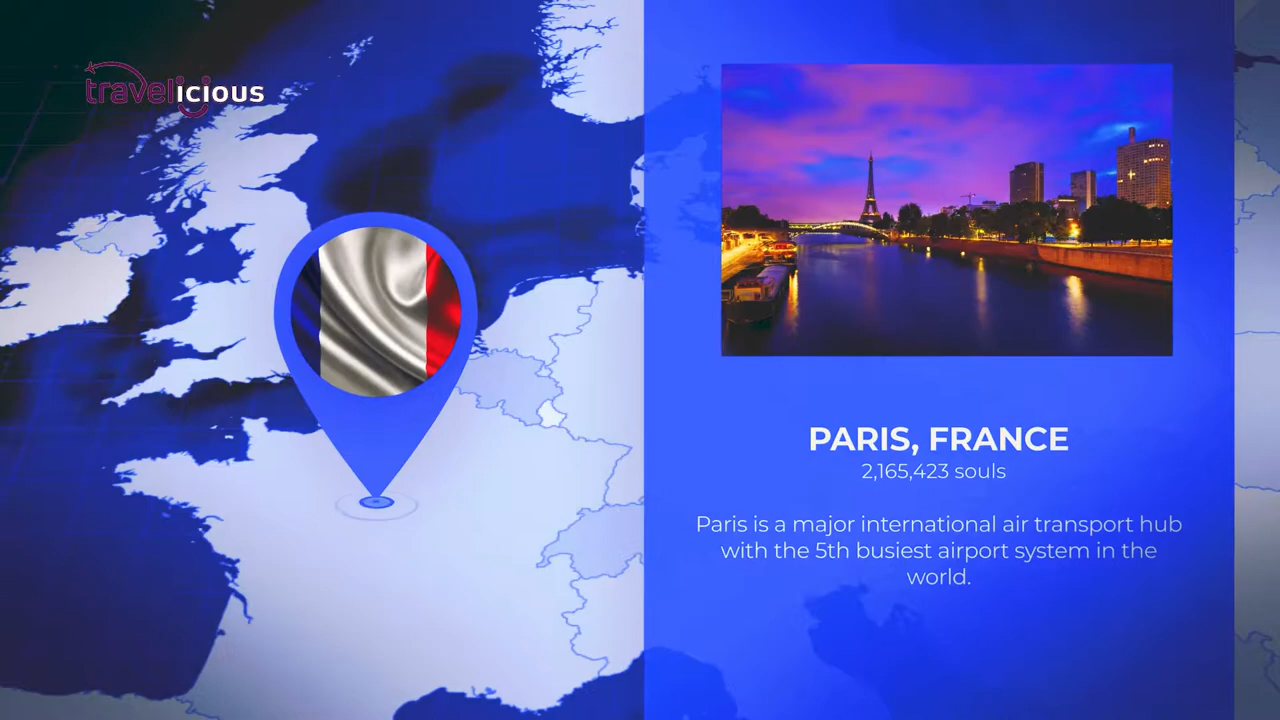 travelicious
PARIS, FRANCE
2,165,423 souls
Paris is a major international air transport hub
with the 5th busiest airport system in the
world.